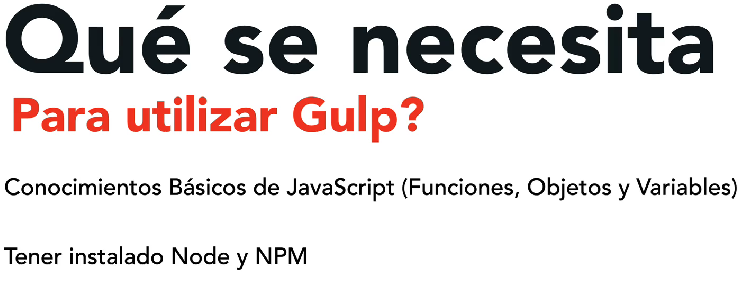 Qué se necesita
Para utilizar Gulp?
Conocimientos Básicos de JavaScript (Funciones, Objetos y Variables)
Tener instalado Node y NPM